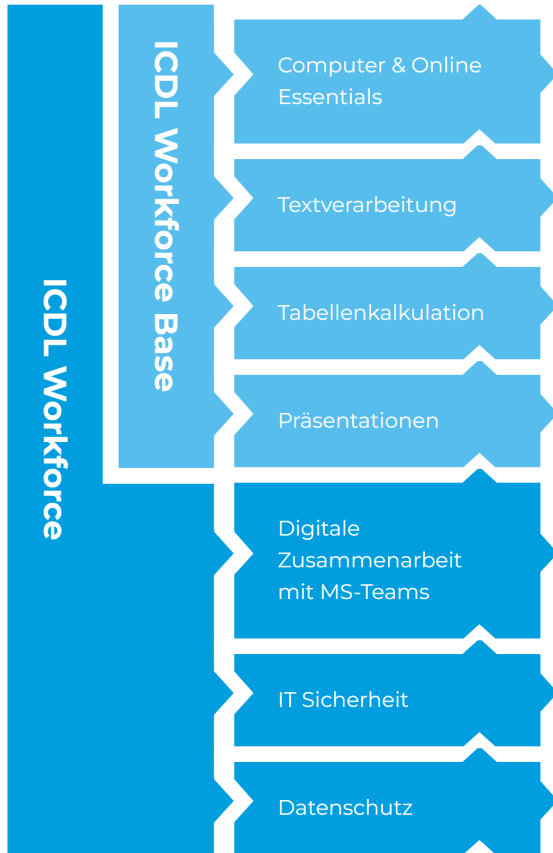 ICDL Workforce
ICDL Workforce Base
Computer & Online
Essentials
Textverarbeitung
Tabellenkalkulation
Präsentationen
Digitale
Zusammenarbeit
mit MS-Teams
IT Sicherheit
Datenschutz